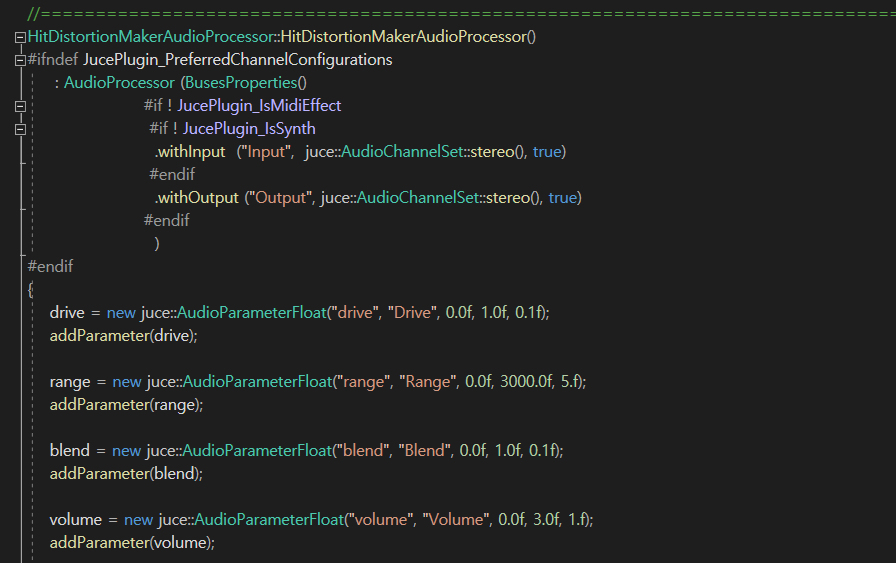 //==============================================================================
HitDistortionMakerAudioProcessor::HitDistortionMakerAudioProcessor()
#ifndef JucePlugin_PreferredChannelConfigurations
: AudioProcessor (BusesProperties()
#if ! JucePlugin_IsMidiEffect
#if ! JucePlugin_IsSynth
.withInput ("Input", juce::AudioChannelSet::stereo(), true)
#endif
.withOutput ("Output", juce::AudioChannelSet::stereo(), true)
#endif
)
#endif
{
drive = new juce::AudioParameterFloat("drive", "Drive", 0.0f, 1.0f, 0.1f);
addParameter(drive);
range = new juce::AudioParameterFloat("range", "Range", 0.0f, 3000.0f, 5.f);
addParameter(range);
blend = new juce::AudioParameterFloat("blend", "Blend", 0.0f, 1.0f, 0.1f);
addParameter(blend);
volume = new juce::AudioParameterFloat("volume", "Volume", 0.0f, 3.0f, 1.f);
addParameter(volume);